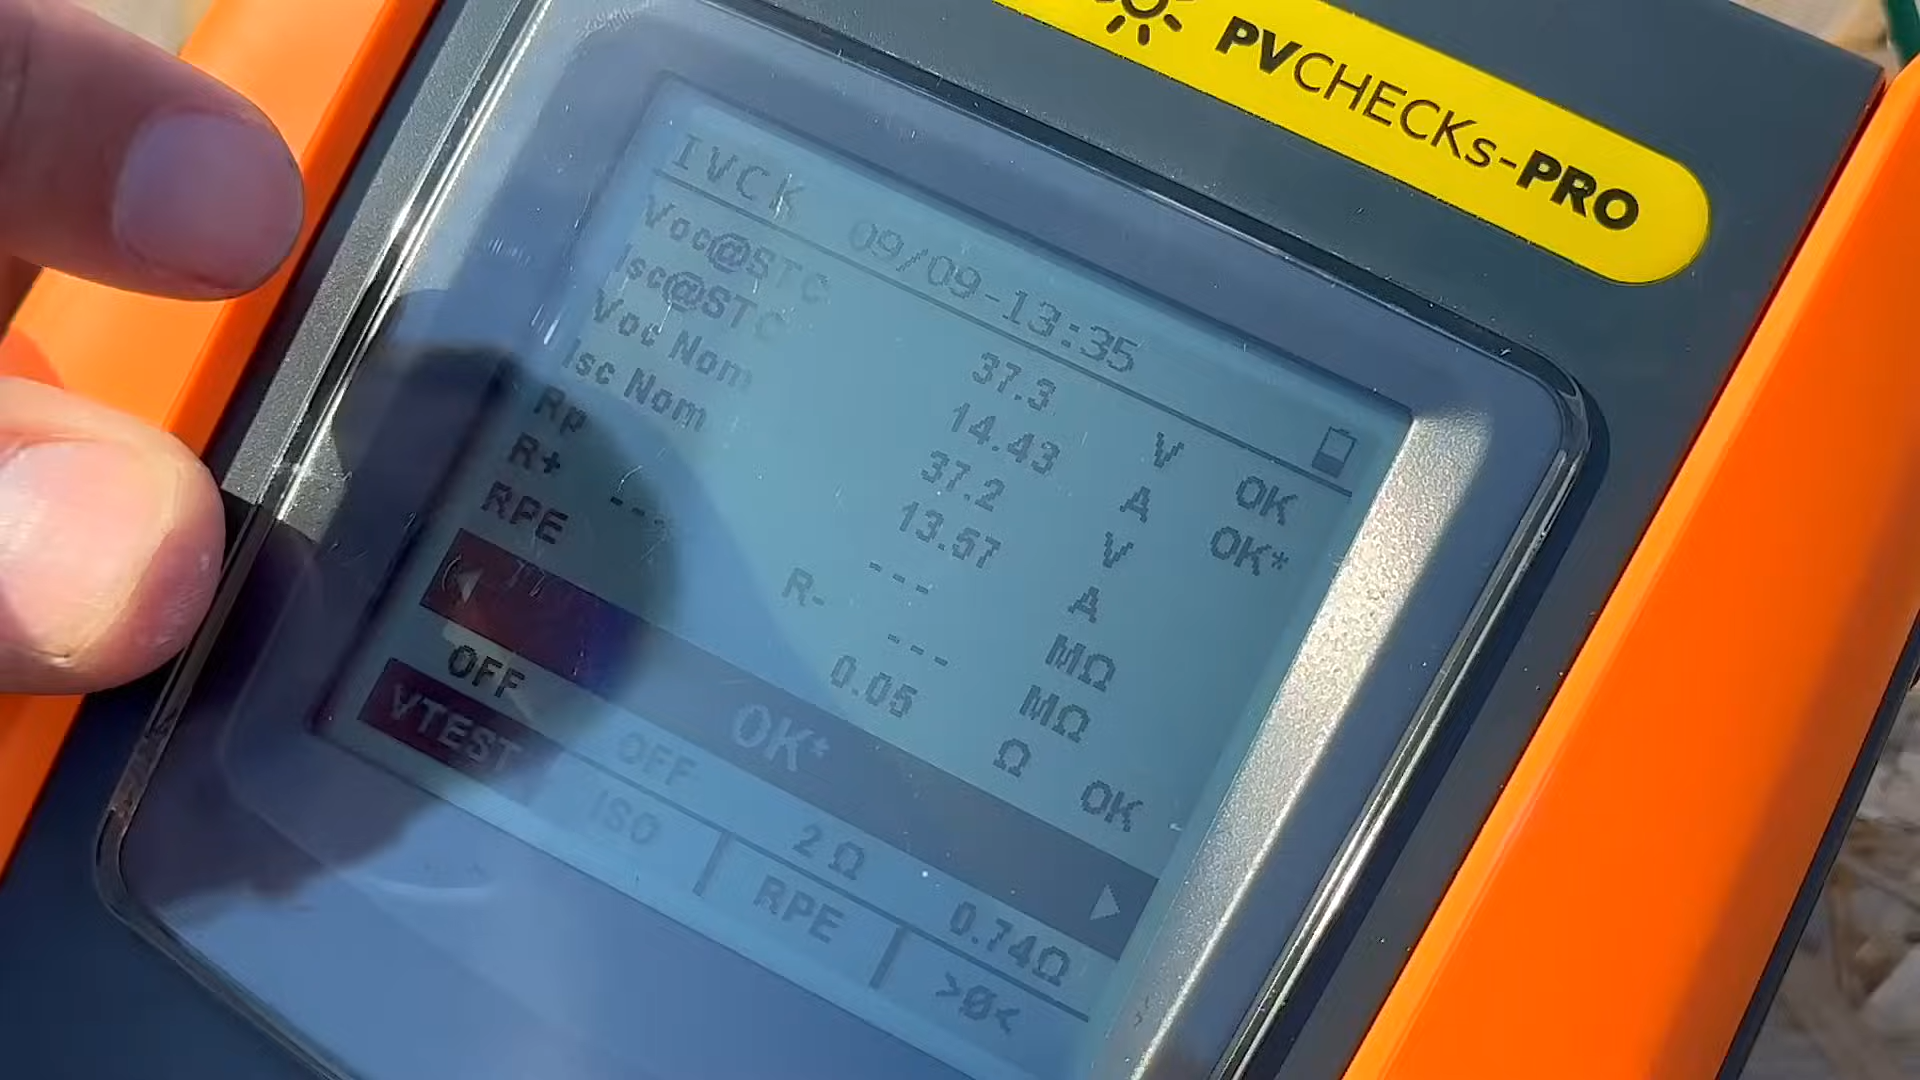 PVCHECKs-PRO
IVCK 09/09-13:35
Voc@STC 37.3 V OK
Isc@STC 14.43 A OK*
Voc Nom 37.2 V
Isc Nom 13.57 A
Rp --- MΩ
R+ --- R- --- MΩ
RPE 0.05 Ω OK
OK*
OFF OFF 2 Ω 0.74Ω
VTEST ISO RPE >0<